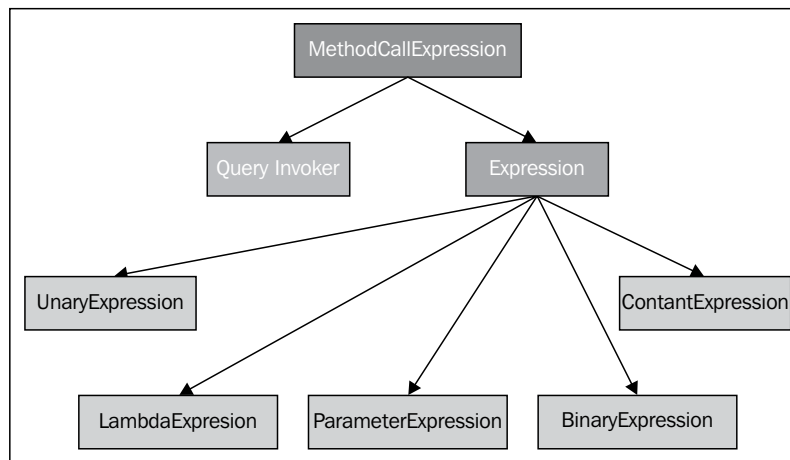 MethodCallExpression
Query Invoker
Expression
UnaryExpression
ContantExpression
LambdaExpresion
ParameterExpression
BinaryExpression